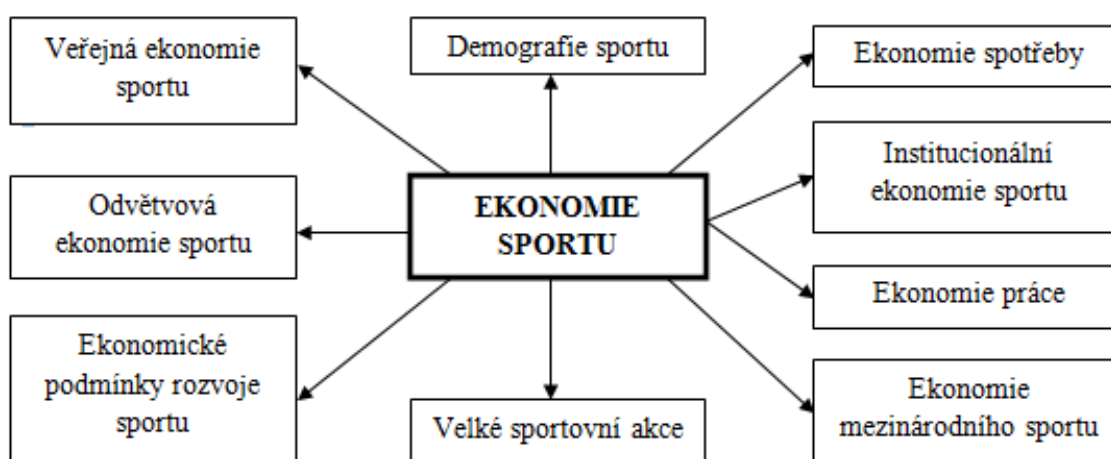 Veřejná ekonomie
sportu
Demografie sportu
Ekonomie spotřeby
Institucionální
ekonomie sportu
Odvětvová
ekonomie sportu
EKONOMIE
SPORTU
Ekonomie práce
Ekonomické
podmínky rozvoje
sportu
Velké sportovní akce
Ekonomie
mezinárodního sportu